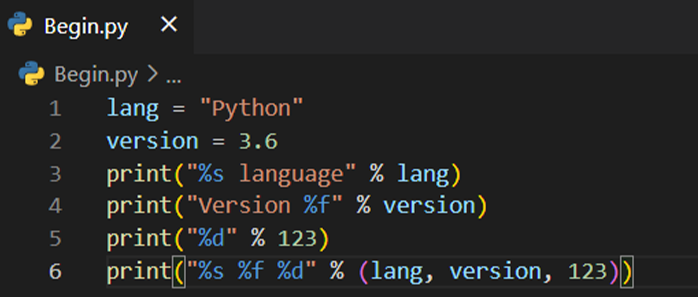 Begin.py ×
Begin.py > ...
1 lang = "Python"
2 version = 3.6
3 print("%s language" % lang)
4 print("Version %f" % version)
5 print("%d" % 123)
6 print("%s %f %d" % (lang, version, 123))